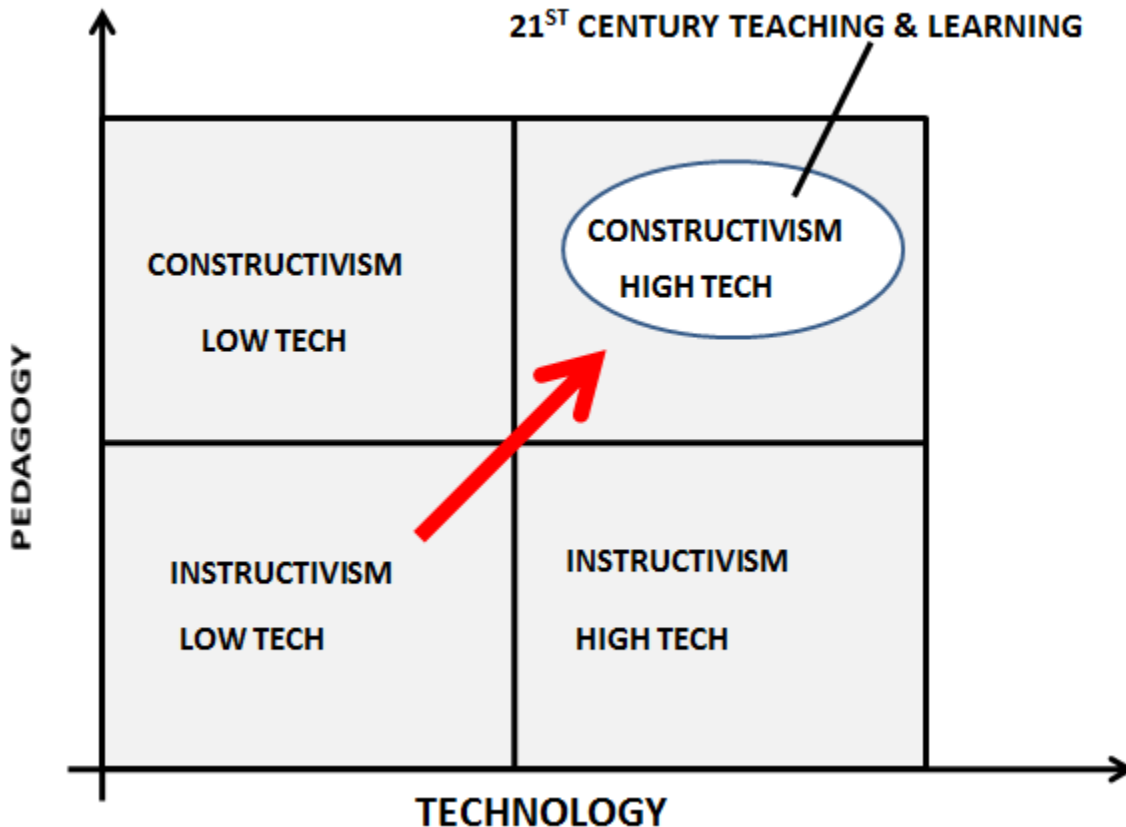 21ST CENTURY TEACHING & LEARNING
CONSTRUCTIVISM
LOW TECH
CONSTRUCTIVISM
HIGH TECH
PEDAGOGY
INSTRUCTIVISM
LOW TECH
INSTRUCTIVISM
HIGH TECH
TECHNOLOGY